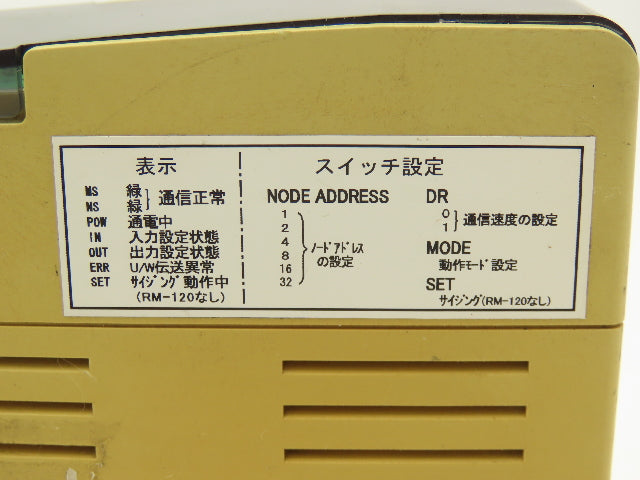 表示
MS 緑
NS 緑
通信正常
POW 通電中
IN 入力設定状態
OUT 出力設定状態
ERR U/W伝送異常
SET ｻｲｼﾞﾝｸﾞ動作中
(RM-120なし)
スイッチ設定
NODE ADDRESS
1
2
4
8
16
32
ﾉｰﾄﾞｱﾄﾞﾚｽ
の設定
DR
0
1
通信速度の設定
MODE
動作ﾓｰﾄﾞ設定
SET
ｻｲｼﾞﾝｸﾞ(RM-120なし)